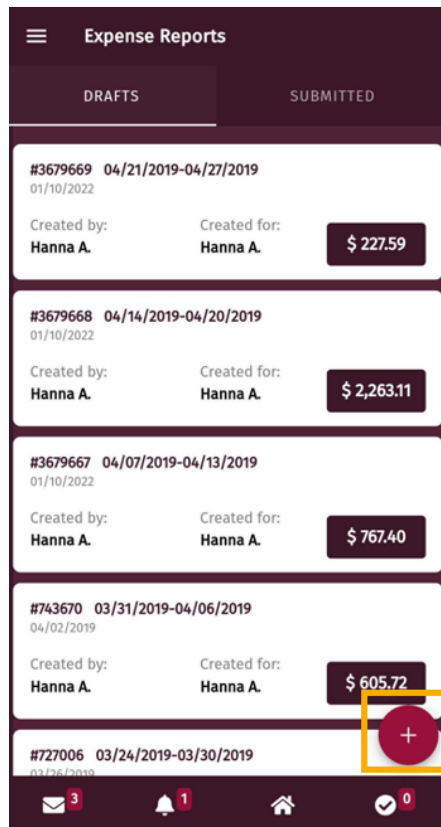 Expense Reports
DRAFTS SUBMITTED
#3679669 04/21/2019-04/27/2019
01/10/2022
Created by: Created for:
Hanna A. Hanna A. $ 227.59
#3679668 04/14/2019-04/20/2019
01/10/2022
Created by: Created for:
Hanna A. Hanna A. $ 2,263.11
#3679667 04/07/2019-04/13/2019
01/10/2022
Created by: Created for:
Hanna A. Hanna A. $ 767.40
#743670 03/31/2019-04/06/2019
04/02/2019
Created by: Created for:
Hanna A. Hanna A. $ 605.72
+
#727006 03/24/2019-03/30/2019
03/26/2019
3 1 0